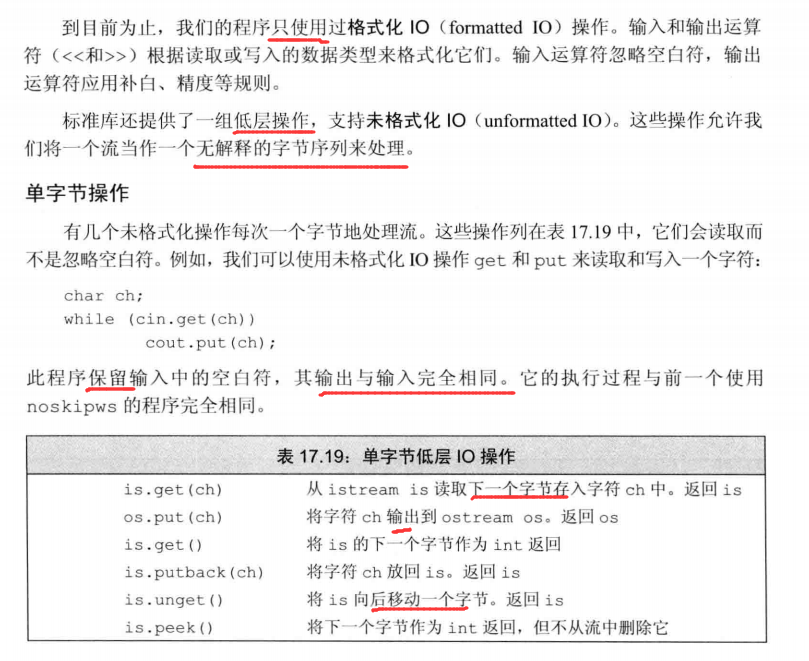 到目前为止，我们的程序只使用过格式化 IO（formatted IO）操作。输入和输出运算
符（<<和>>）根据读取或写入的数据类型来格式化它们。输入运算符忽略空白符，输出
运算符应用补白、精度等规则。
标准库还提供了一组低层操作，支持未格式化 IO（unformatted IO）。这些操作允许我
们将一个流当作一个无解释的字节序列来处理。
单字节操作
有几个未格式化操作每次一个字节地处理流。这些操作列在表 17.19 中，它们会读取而
不是忽略空白符。例如，我们可以使用未格式化 IO 操作 get 和 put 来读取和写入一个字符：
char ch;
while (cin.get(ch))
cout.put(ch);
此程序保留输入中的空白符，其输出与输入完全相同。它的执行过程与前一个使用
noskipws 的程序完全相同。
表 17.19：单字节低层 IO 操作
is.get(ch) 从 istream is 读取下一个字节存入字符 ch 中。返回 is
os.put(ch) 将字符 ch 输出到 ostream os。返回 os
is.get() 将 is 的下一个字节作为 int 返回
is.putback(ch) 将字符 ch 放回 is。返回 is
is.unget() 将 is 向后移动一个字节。返回 is
is.peek() 将下一个字节作为 int 返回，但不从流中删除它